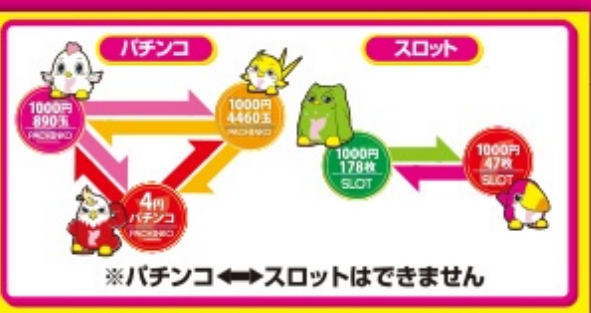 パチンコ
スロット
1000円
890玉
PACHINKO
1000円
4460玉
PACHINKO
4円
パチンコ
PACHINKO
1000円
178枚
SLOT
1000円
47枚
SLOT
※パチンコ⟷スロットはできません